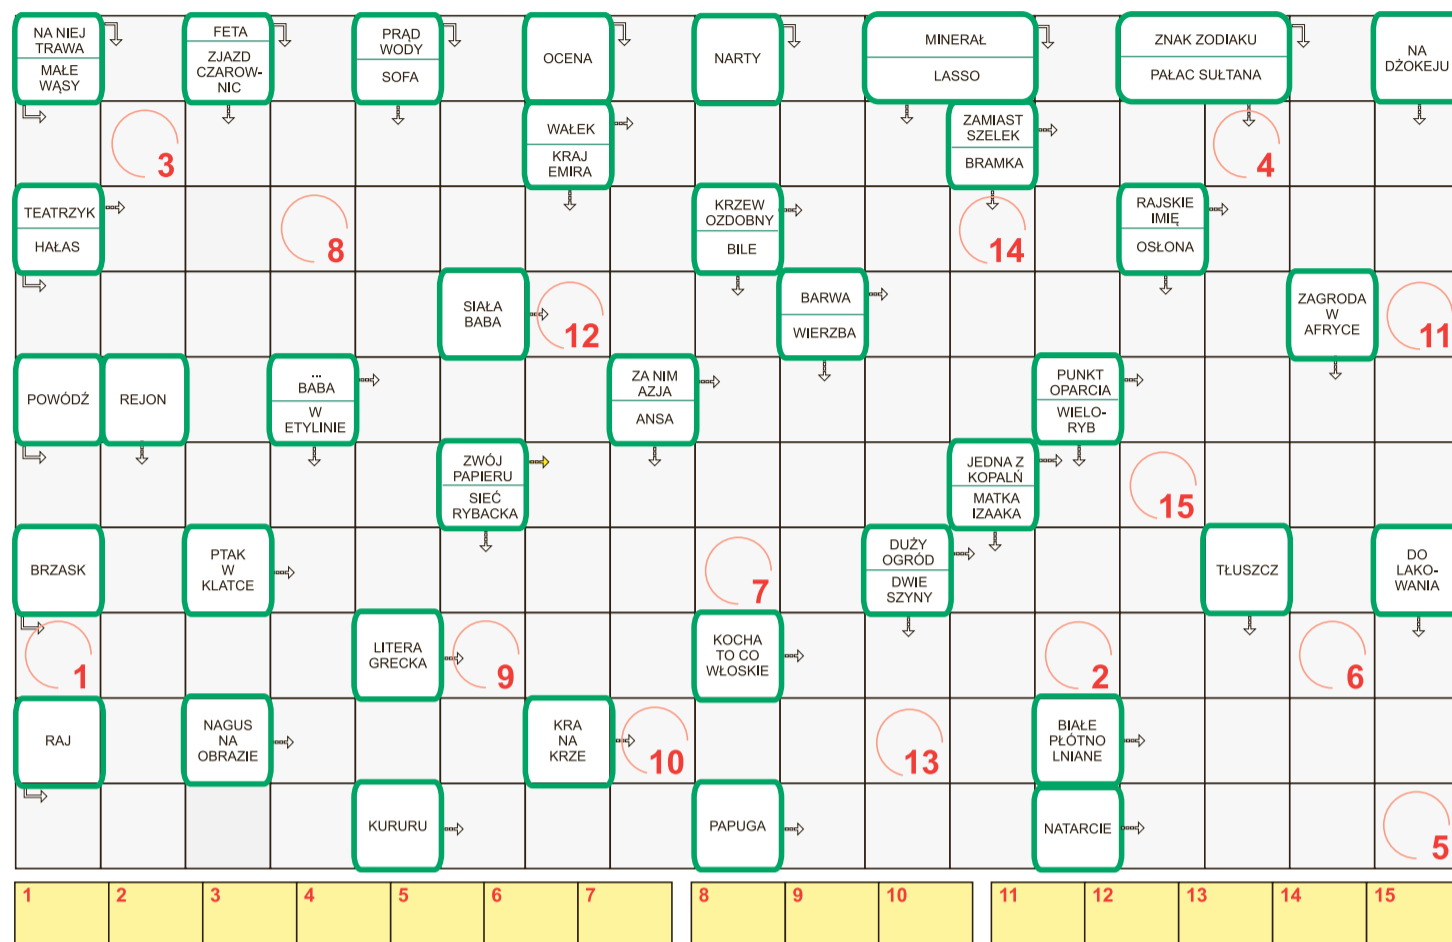 NA NIEJ
TRAWA
MAŁE
WĄSY
FETA
ZJAZD
CZAROW-
NIC
PRĄD
WODY
SOFA
OCENA
NARTY
MINERAŁ
LASSO
ZNAK ZODIAKU
PAŁAC SUŁTANA
NA
DŻOKEJU
3
WAŁEK
KRAJ
EMIRA
ZAMIAST
SZELEK
BRAMKA
4
TEATRZYK
HAŁAS
8
KRZEW
OZDOBNY
BILE
14
RAJSKIE
IMIĘ
OSŁONA
SIAŁA
BABA
12
BARWA
WIERZBA
ZAGRODA
W
AFRYCE
11
POWÓDŹ
REJON
...
BABA
W
ETYLINIE
ZA NIM
AZJA
ANSA
PUNKT
OPARCIA
WIELO-
RYB
ZWÓJ
PAPIERU
SIEĆ
RYBACKA
JEDNA Z
KOPALŃ
MATKA
IZAAKA
15
BRZASK
PTAK
W
KLATCE
7
DUŻY
OGRÓD
DWIE
SZYNY
TŁUSZCZ
DO
LAKO-
WANIA
1
LITERA
GRECKA
9
KOCHA
TO CO
WŁOSKIE
2
6
RAJ
NAGUS
NA
OBRAZIE
KRA
NA
KRZE
10
13
BIAŁE
PŁÓTNO
LNIANE
KURURU
PAPUGA
NATARCIE
5
1 2 3 4 5 6 7 8 9 10 11 12 13 14 15